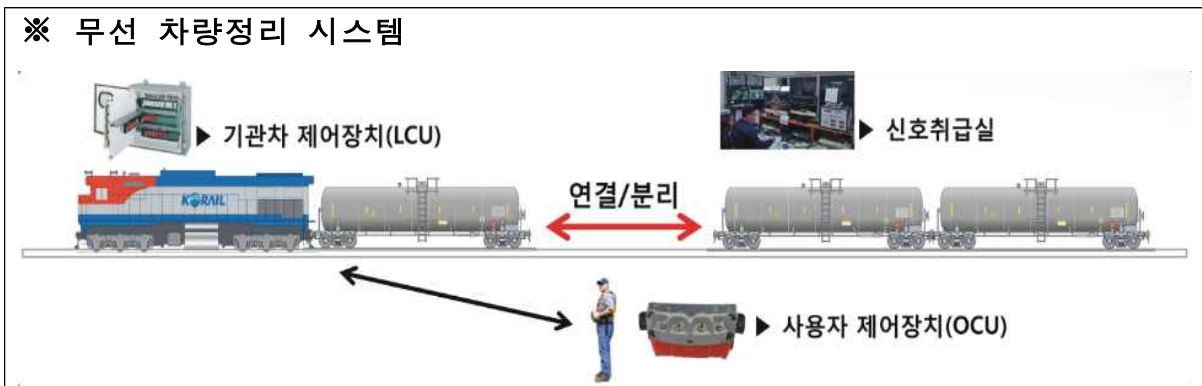 ※ 무선 차량정리 시스템
▶ 기관차 제어장치(LCU)
▶ 신호취급실
KORAIL
연결/분리
▶ 사용자 제어장치(OCU)